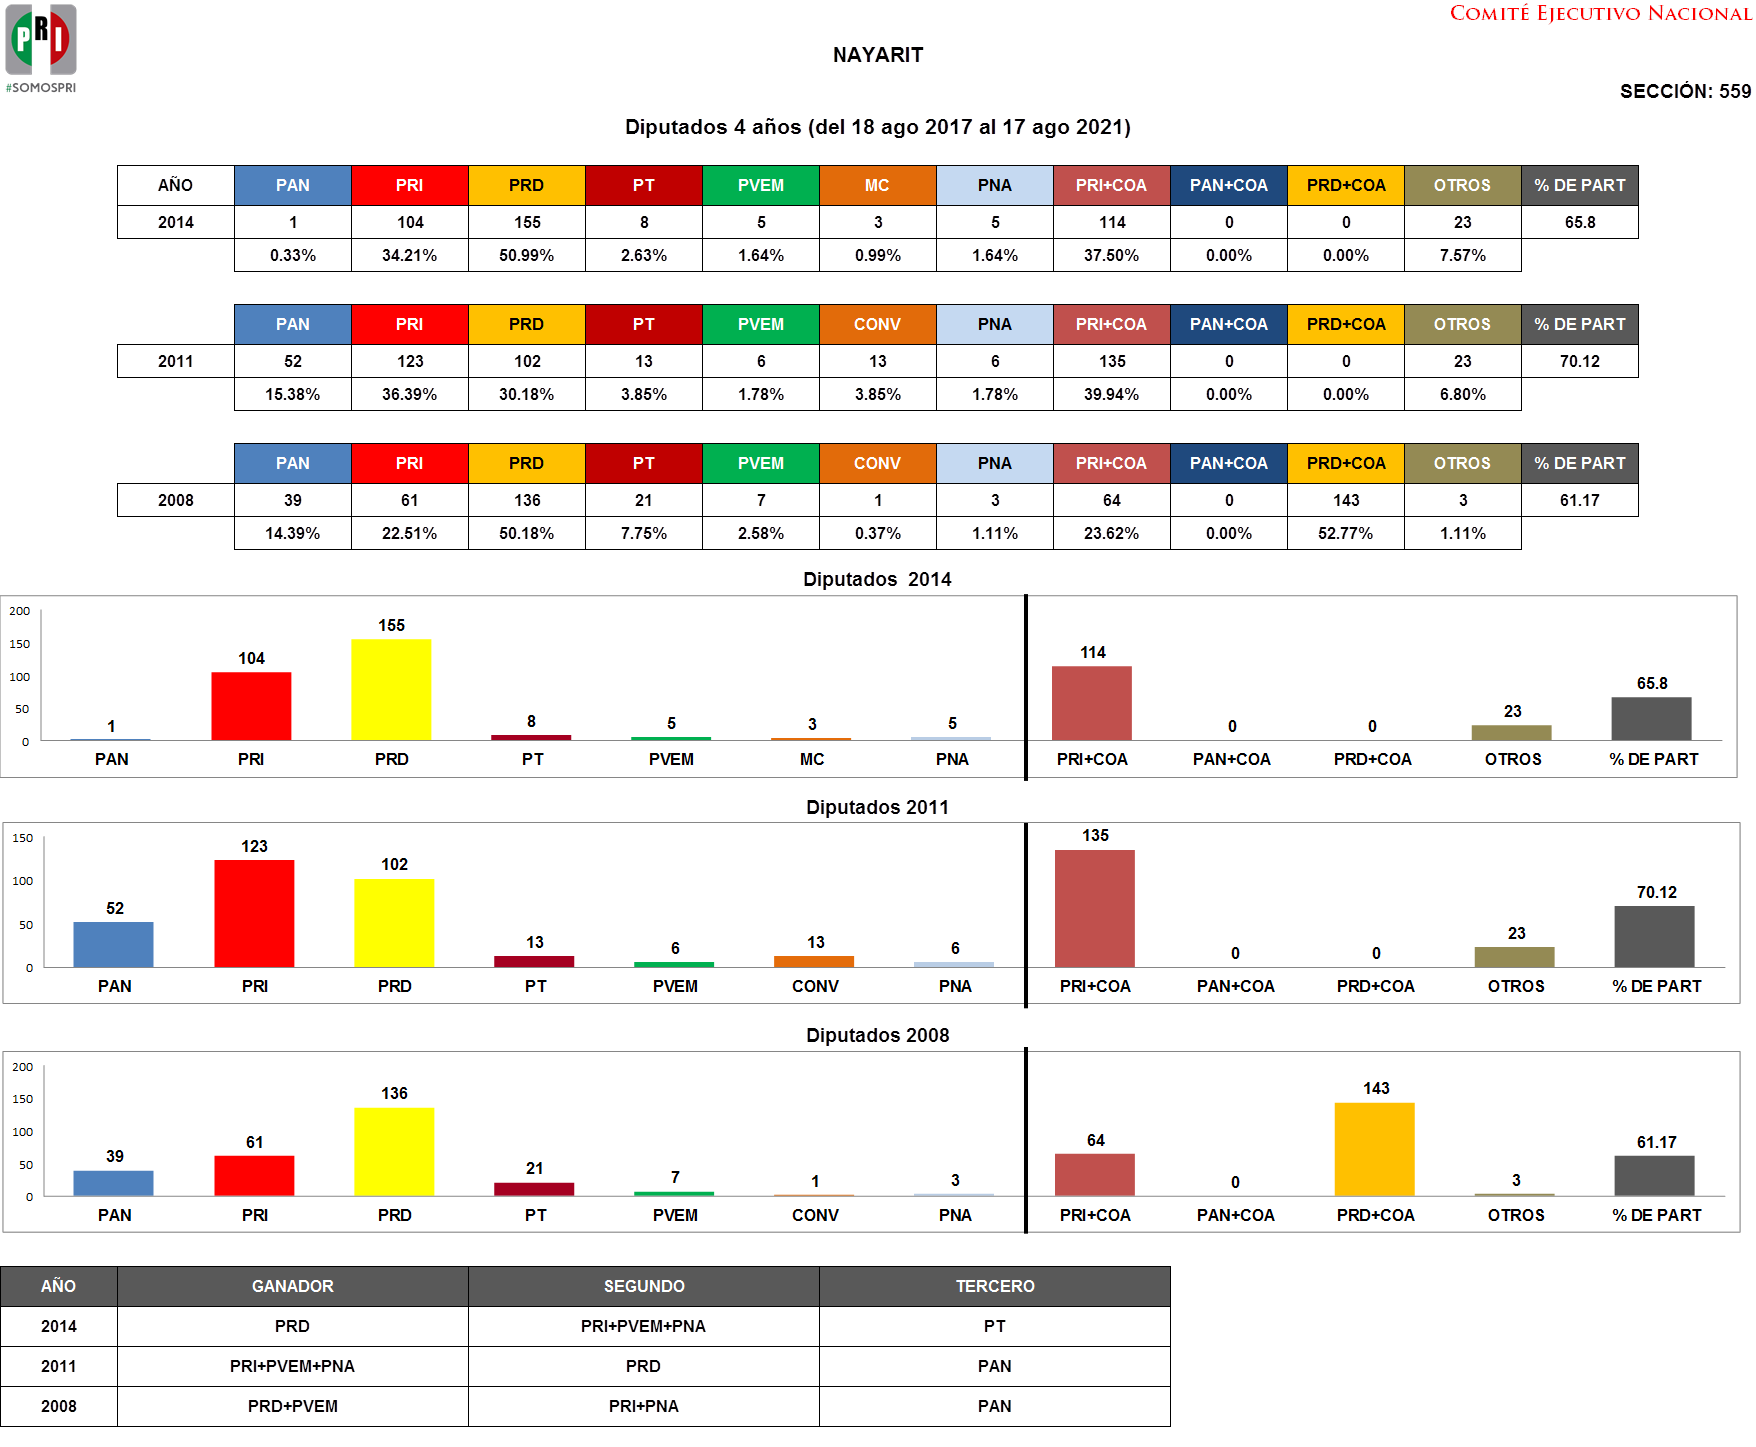 PRI
#SOMOSPRI
COMITÉ EJECUTIVO NACIONAL
NAYARIT
SECCIÓN: 559
Diputados 4 años (del 18 ago 2017 al 17 ago 2021)
AÑO PAN PRI PRD PT PVEM MC PNA PRI+COA PAN+COA PRD+COA OTROS % DE PART
2014 1 104 155 8 5 3 5 114 0 0 23 65.8
0.33% 34.21% 50.99% 2.63% 1.64% 0.99% 1.64% 37.50% 0.00% 0.00% 7.57%
PAN PRI PRD PT PVEM CONV PNA PRI+COA PAN+COA PRD+COA OTROS % DE PART
2011 52 123 102 13 6 13 6 135 0 0 23 70.12
15.38% 36.39% 30.18% 3.85% 1.78% 3.85% 1.78% 39.94% 0.00% 0.00% 6.80%
PAN PRI PRD PT PVEM CONV PNA PRI+COA PAN+COA PRD+COA OTROS % DE PART
2008 39 61 136 21 7 1 3 64 0 143 3 61.17
14.39% 22.51% 50.18% 7.75% 2.58% 0.37% 1.11% 23.62% 0.00% 52.77% 1.11%
Diputados 2014
200
150
100
50
0
1 104 155 8 5 3 5 114 0 0 23 65.8
PAN PRI PRD PT PVEM MC PNA PRI+COA PAN+COA PRD+COA OTROS % DE PART
Diputados 2011
150
100
50
0
52 123 102 13 6 13 6 135 0 0 23 70.12
PAN PRI PRD PT PVEM CONV PNA PRI+COA PAN+COA PRD+COA OTROS % DE PART
Diputados 2008
200
150
100
50
0
39 61 136 21 7 1 3 64 0 143 3 61.17
PAN PRI PRD PT PVEM CONV PNA PRI+COA PAN+COA PRD+COA OTROS % DE PART
AÑO GANADOR SEGUNDO TERCERO
2014 PRD PRI+PVEM+PNA PT
2011 PRI+PVEM+PNA PRD PAN
2008 PRD+PVEM PRI+PNA PAN